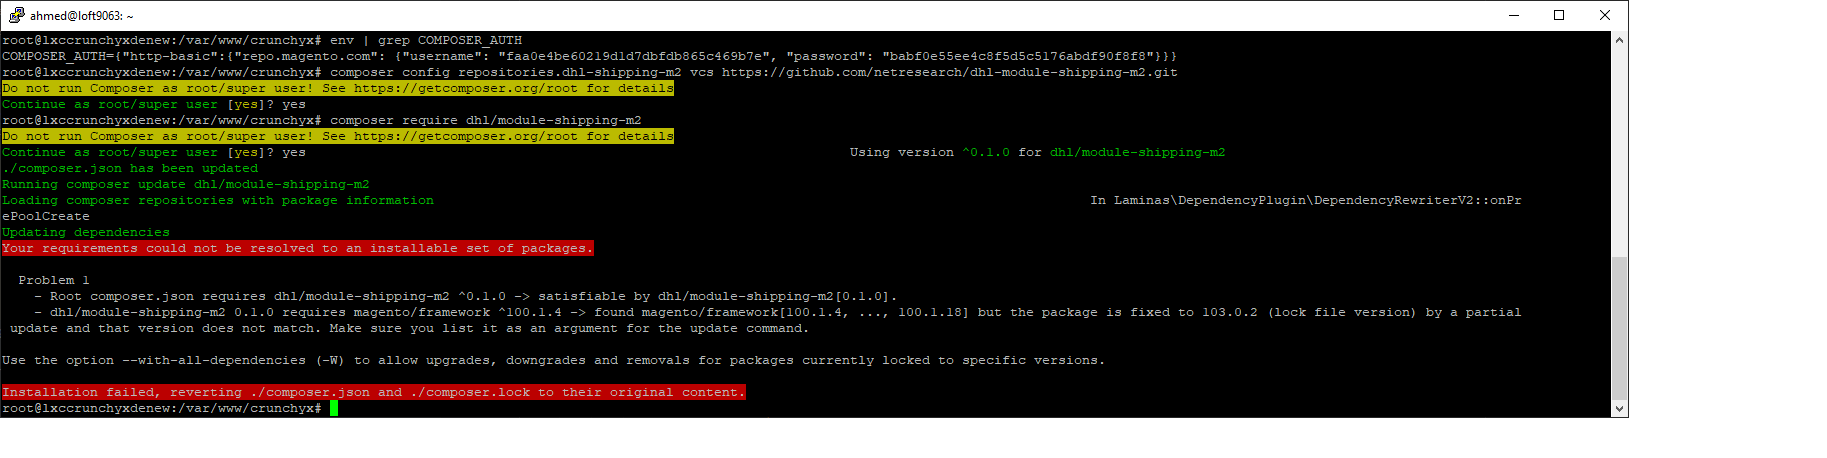 ahmed@loft9063: ~
root@lxccrunchyxdenew:/var/www/crunchyx# env | grep COMPOSER_AUTH
COMPOSER_AUTH={"http-basic":{"repo.magento.com": {"username": "faa0e4be60219d1d7dbfdb865c469b7e", "password": "babf0e55ee4c8f5d5c5176abdf90f8f8"}}}
root@lxccrunchyxdenew:/var/www/crunchyx# composer config repositories.dhl-shipping-m2 vcs https://github.com/netresearch/dhl-module-shipping-m2.git
Do not run Composer as root/super user! See https://getcomposer.org/root for details
Continue as root/super user [yes]? yes
root@lxccrunchyxdenew:/var/www/crunchyx# composer require dhl/module-shipping-m2
Do not run Composer as root/super user! See https://getcomposer.org/root for details
Continue as root/super user [yes]? yes Using version ^0.1.0 for dhl/module-shipping-m2
./composer.json has been updated
Running composer update dhl/module-shipping-m2
Loading composer repositories with package information In Laminas\DependencyPlugin\DependencyRewriterV2::onPr
ePoolCreate
Updating dependencies
Your requirements could not be resolved to an installable set of packages.
Problem 1
- Root composer.json requires dhl/module-shipping-m2 ^0.1.0 -> satisfiable by dhl/module-shipping-m2[0.1.0].
- dhl/module-shipping-m2 0.1.0 requires magento/framework ^100.1.4 -> found magento/framework[100.1.4, ..., 100.1.18] but the package is fixed to 103.0.2 (lock file version) by a partial
update and that version does not match. Make sure you list it as an argument for the update command.
Use the option --with-all-dependencies (-W) to allow upgrades, downgrades and removals for packages currently locked to specific versions.
Installation failed, reverting ./composer.json and ./composer.lock to their original content.
root@lxccrunchyxdenew:/var/www/crunchyx#